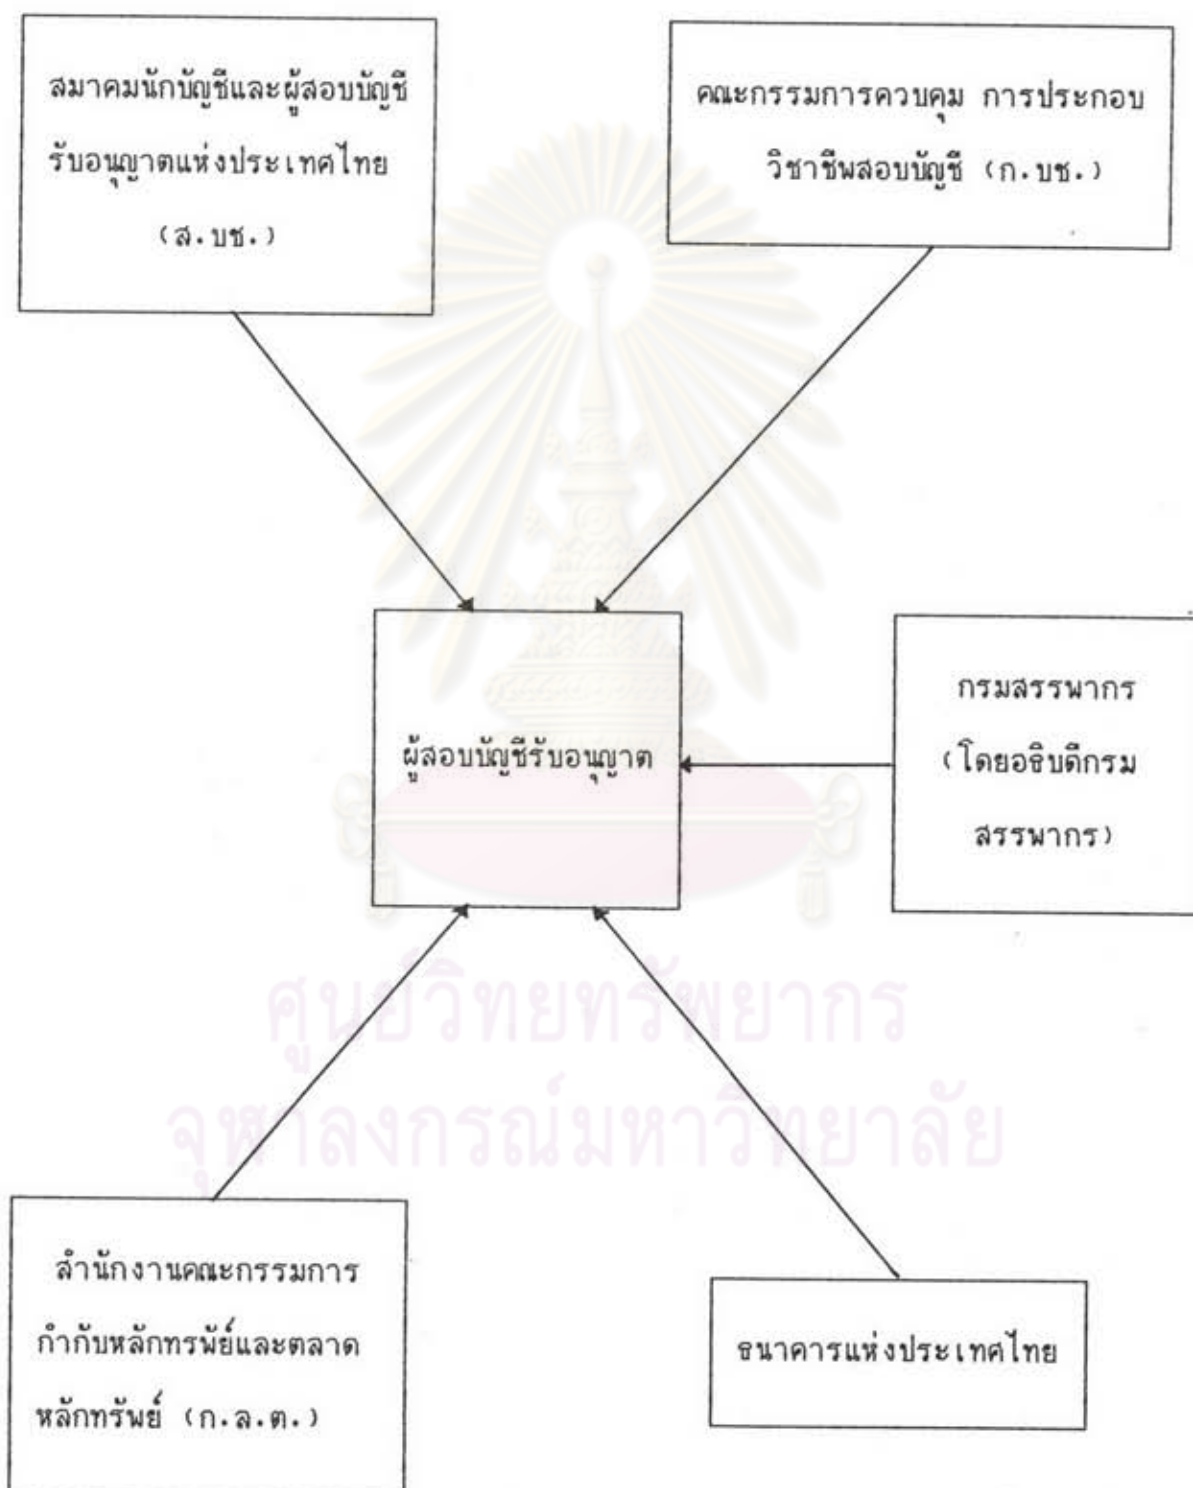 สมาคมนักบัญชีและผู้สอบบัญชี
รับอนุญาตแห่งประเทศไทย
(ส.บช.)
คณะกรรมการควบคุม การประกอบ
วิชาชีพสอบบัญชี (ก.บช.)
ผู้สอบบัญชีรับอนุญาต
กรมสรรพากร
(โดยอธิบดีกรม
สรรพากร)
ศูนย์วิทยทรัพยากร
จุฬาลงกรณ์มหาวิทยาลัย
สำนักงานคณะกรรมการ
กำกับหลักทรัพย์และตลาด
หลักทรัพย์ (ก.ล.ต.)
ธนาคารแห่งประเทศไทย